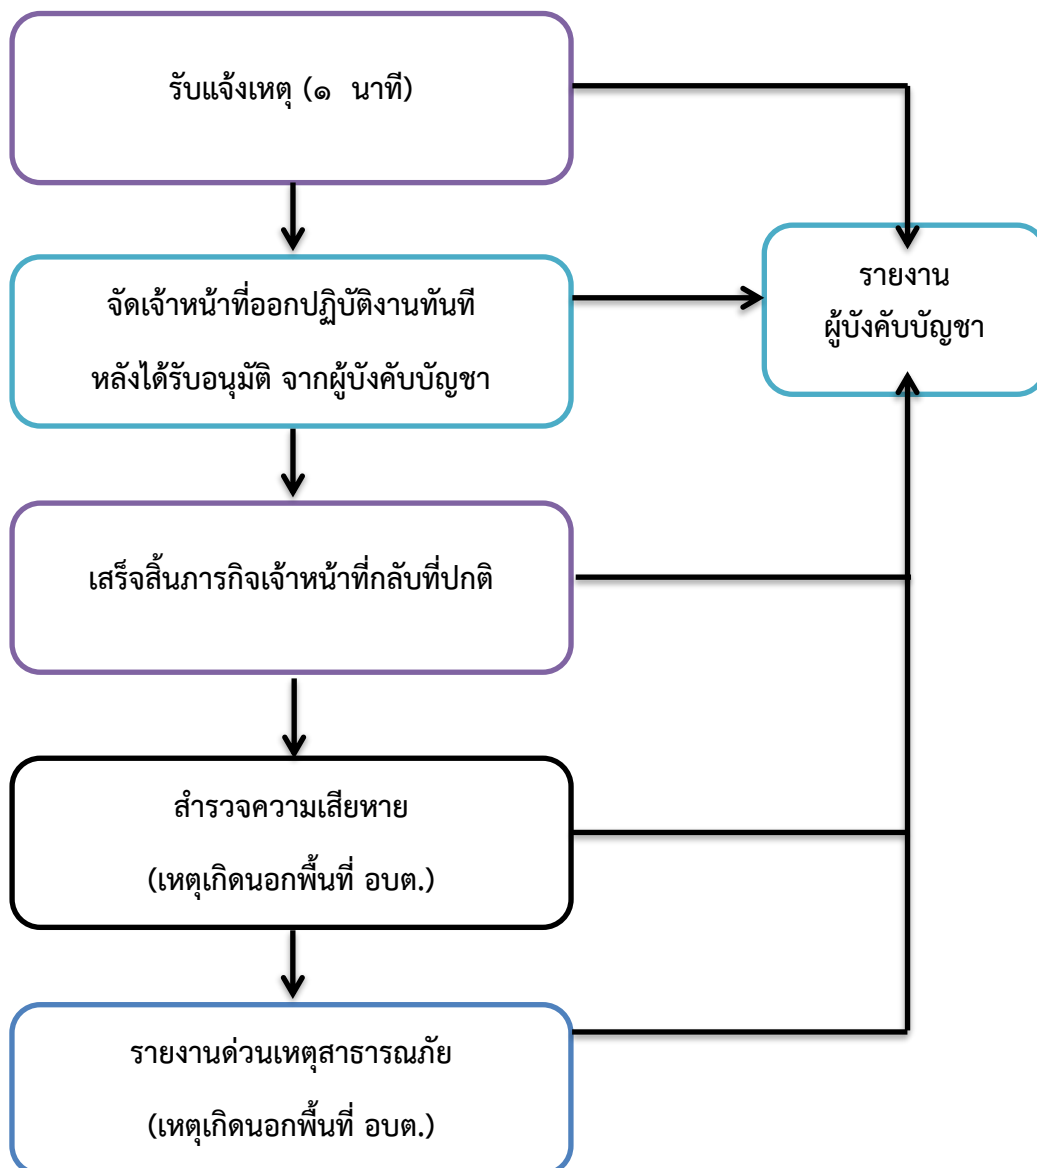 รับแจ้งเหตุ (๑ นาที)
จัดเจ้าหน้าที่ออกปฏิบัติงานทันที
หลังได้รับอนุมัติ จากผู้บังคับบัญชา
รายงาน
ผู้บังคับบัญชา
เสร็จสิ้นภารกิจเจ้าหน้าที่กลับที่ปกติ
สำรวจความเสียหาย
(เหตุเกิดนอกพื้นที่ อบต.)
รายงานด่วนเหตุสาธารณภัย
(เหตุเกิดนอกพื้นที่ อบต.)